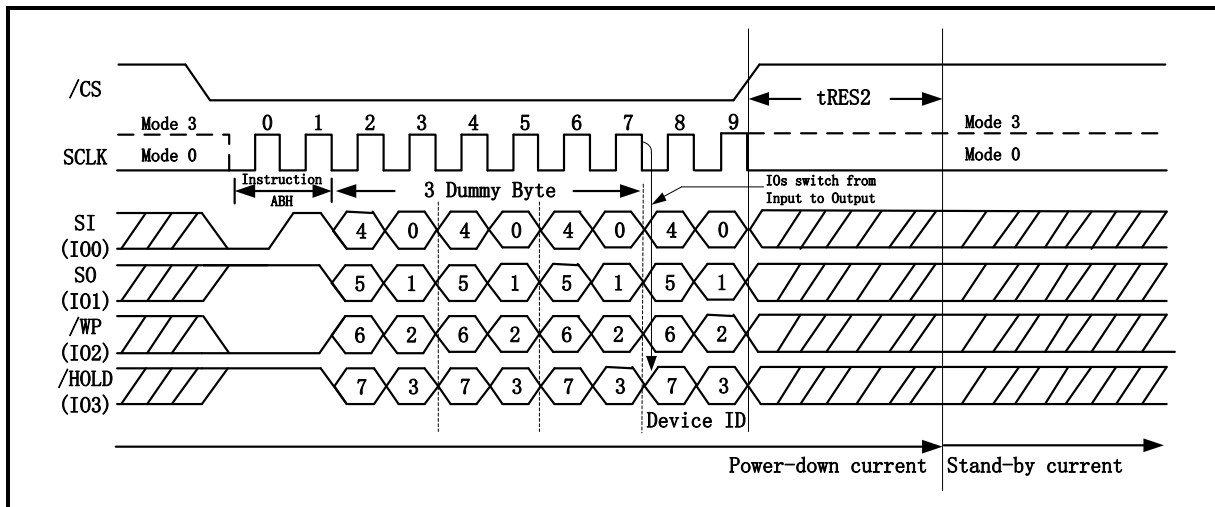 /CS
tRES2
Mode 3 0 1 2 3 4 5 6 7 8 9 Mode 3
SCLK Mode 0 Mode 0
Instruction
ABH
3 Dummy Byte
IOs switch from
Input to Output
SI
(IO0)
4 0 4 0 4 0 4 0
SO
(IO1)
5 1 5 1 5 1 5 1
/WP
(IO2)
6 2 6 2 6 2 6 2
/HOLD
(IO3)
7 3 7 3 7 3 7 3
Device ID
Power-down current Stand-by current